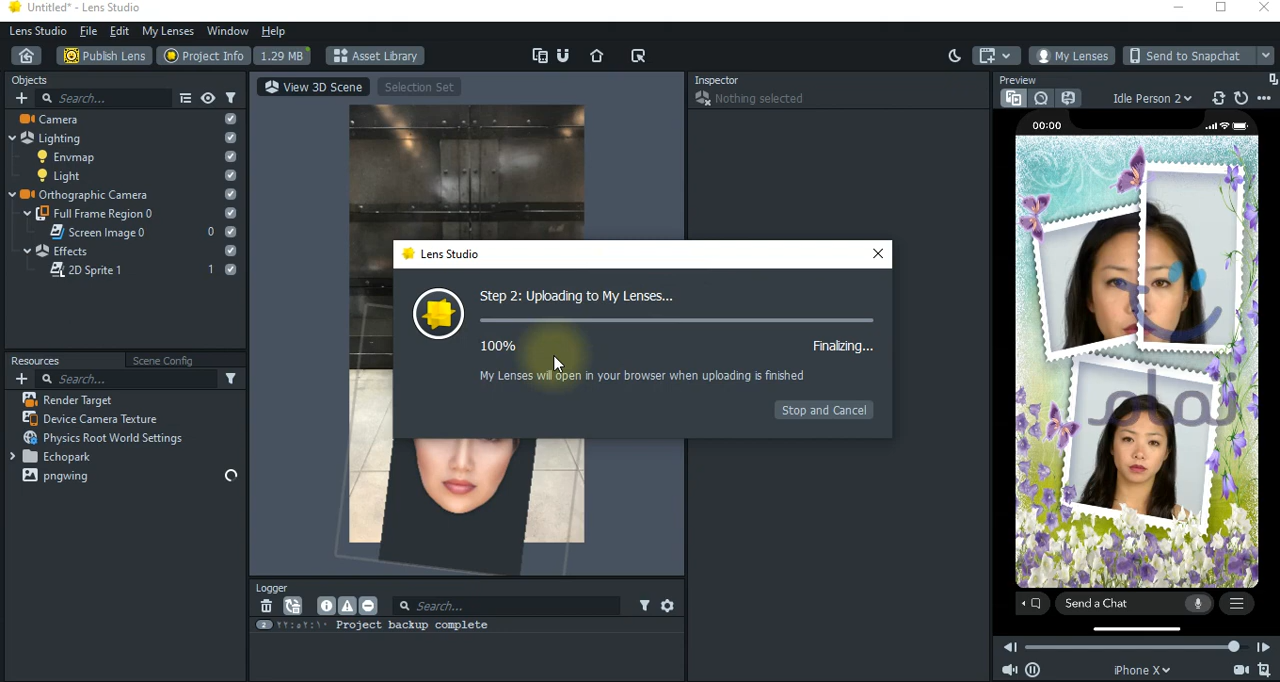 Untitled* - Lens Studio
Lens Studio File Edit My Lenses Window Help
Publish Lens Project Info 1.29 MB Asset Library My Lenses Send to Snapchat
Objects
Search...
Camera
Lighting
Envmap
Light
Orthographic Camera
Full Frame Region 0
Screen Image 0 0
Effects
2D Sprite 1 1
Resources Scene Config
Search...
Render Target
Device Camera Texture
Physics Root World Settings
Echopark
pngwing
View 3D Scene Selection Set
Lens Studio
Step 2: Uploading to My Lenses...
100% Finalizing...
My Lenses will open in your browser when uploading is finished
Stop and Cancel
Logger
Search...
2 Project backup complete
Inspector
Nothing selected
Preview
Idle Person 2
00:00
Send a Chat
iPhone X